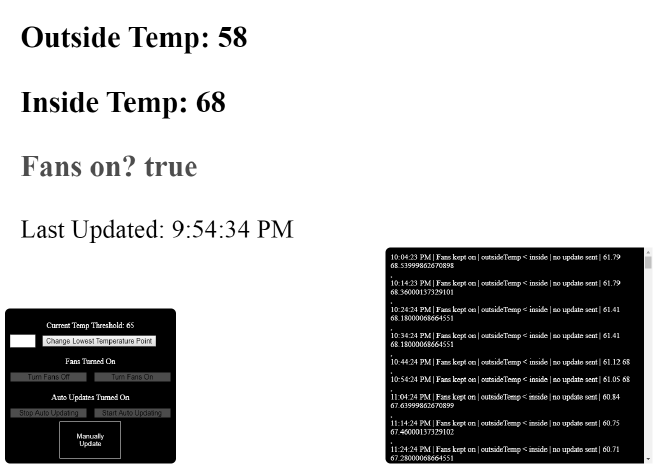 Outside Temp: 58
Inside Temp: 68
Fans on? true
Last Updated: 9:54:34 PM
Current Temp Threshold: 65
Change Lowest Temperature Point
Fans Turned On
Turn Fans Off Turn Fans On
Auto Updates Turned On
Stop Auto Updating Start Auto Updating
Manually
Update
10:04:23 PM | Fans kept on | outsideTemp < inside | no update sent | 61.79
68.53999862670898
,
10:14:23 PM | Fans kept on | outsideTemp < inside | no update sent | 61.79
68.36000137329101
,
10:24:24 PM | Fans kept on | outsideTemp < inside | no update sent | 61.41
68.18000068664551
,
10:34:24 PM | Fans kept on | outsideTemp < inside | no update sent | 61.41
68.18000068664551
,
10:44:24 PM | Fans kept on | outsideTemp < inside | no update sent | 61.12 68
,
10:54:24 PM | Fans kept on | outsideTemp < inside | no update sent | 61.05 68
,
11:04:24 PM | Fans kept on | outsideTemp < inside | no update sent | 60.84
67.63999938964899
,
11:14:24 PM | Fans kept on | outsideTemp < inside | no update sent | 60.75
67.46000137329102
,
11:24:24 PM | Fans kept on | outsideTemp < inside | no update sent | 60.71
67.28000068664551